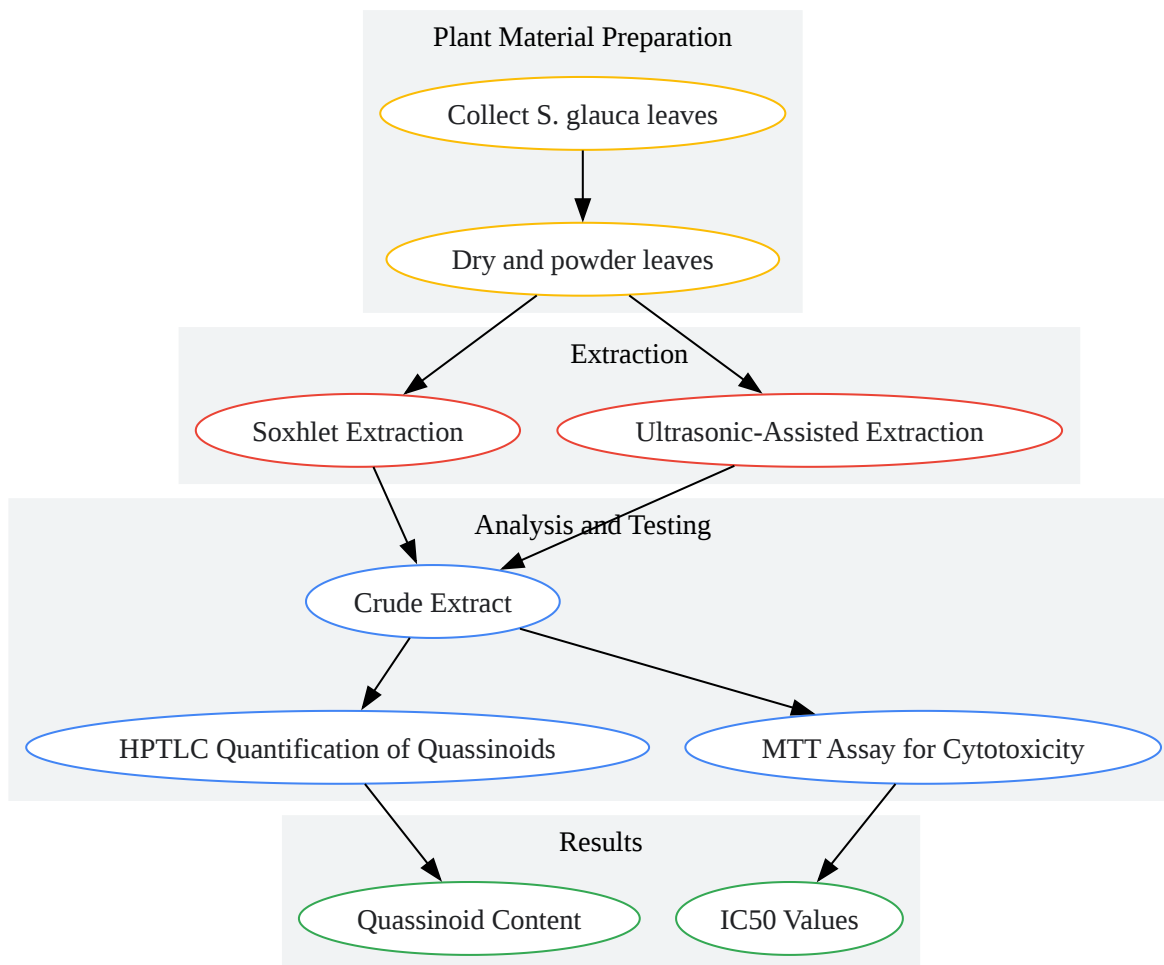 Plant Material Preparation
Collect S. glauca leaves
Dry and powder leaves
Extraction
Soxhlet Extraction
Ultrasonic-Assisted Extraction
Analysis and Testing
Crude Extract
HPTLC Quantification of Quassinoids
MTT Assay for Cytotoxicity
Results
Quassinoid Content
IC50 Values